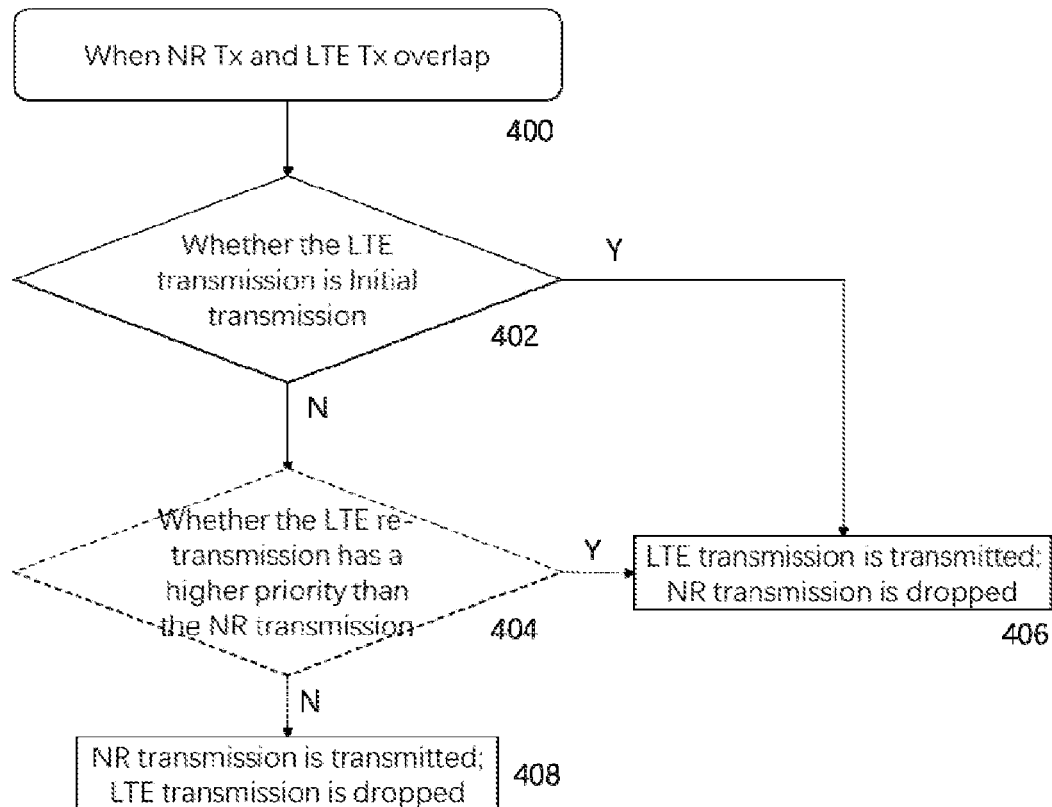 When NR Tx and LTE Tx overlap
400
Whether the LTE
transmission is Initial
transmission
Y
402
N
Whether the LTE re-
transmission has a
higher priority than
the NR transmission
Y
404
LTE transmission is transmitted;
NR transmission is dropped
406
N
NR transmission is transmitted;
LTE transmission is dropped
408